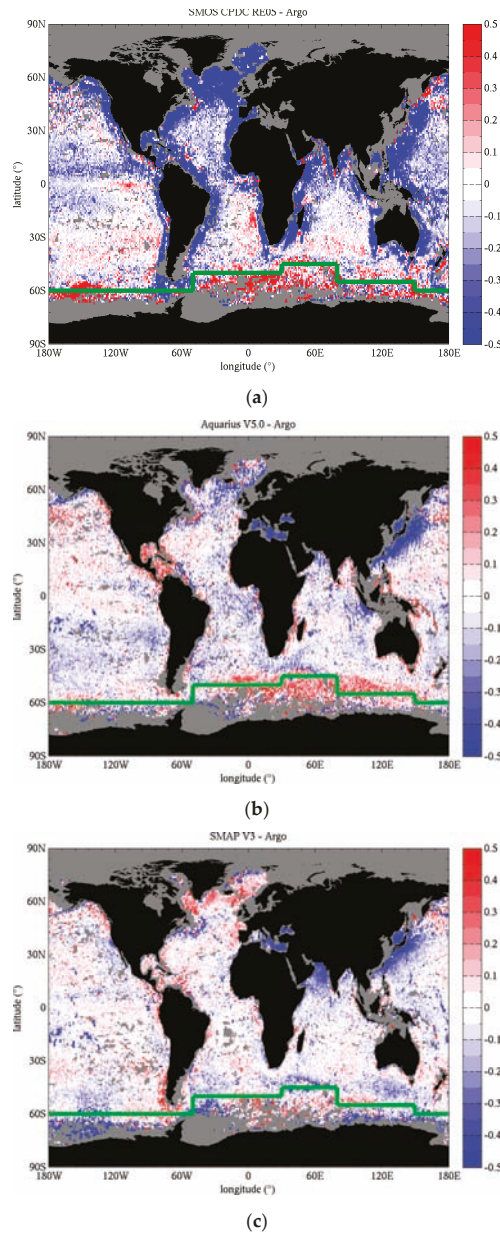 SMOS CPDC RE05 - Argo
90N
60N
30N
0
30S
60S
90S
latitude (°)
180W 120W 60W 0 60E 120E 180E
longitude (°)
0.5
0.4
0.3
0.2
0.1
0
-0.1
-0.2
-0.3
-0.4
-0.5
(a)
Aquarius V5.0 - Argo
90N
60N
30N
0
30S
60S
90S
latitude (°)
180W 120W 60W 0 60E 120E 180E
longitude (°)
0.5
0.4
0.3
0.2
0.1
0
-0.1
-0.2
-0.3
-0.4
-0.5
(b)
SMAP V3 - Argo
90N
60N
30N
0
30S
60S
90S
latitude (°)
180W 120W 60W 0 60E 120E 180E
longitude (°)
0.5
0.4
0.3
0.2
0.1
0
-0.1
-0.2
-0.3
-0.4
-0.5
(c)